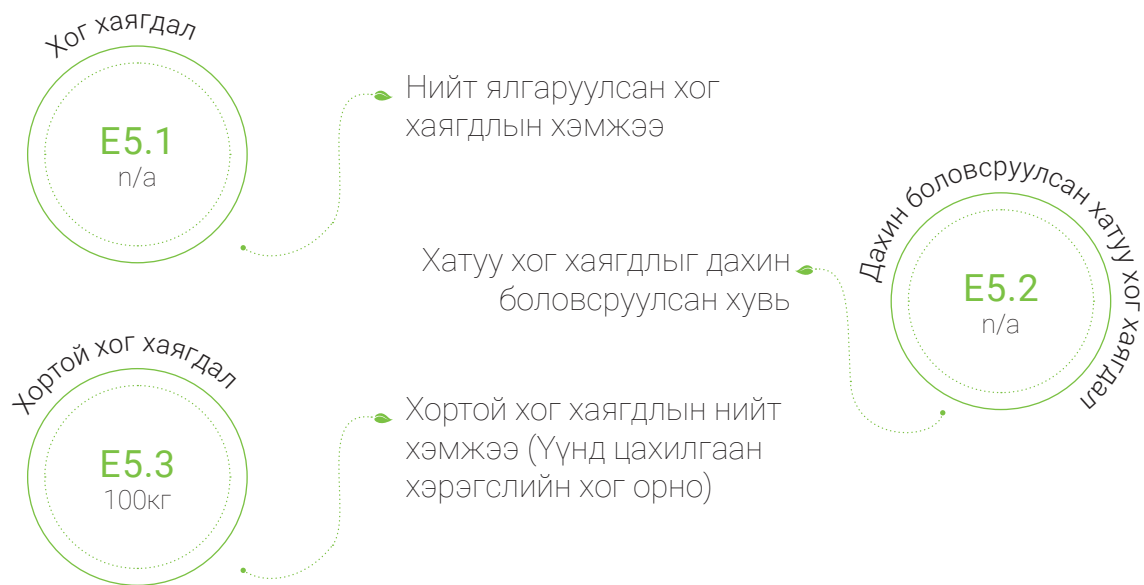 Хог хаягдал
E5.1
n/a
Нийт ялгаруулсан хог
хаягдлын хэмжээ
Дахин боловсруулсан хатуу хог хаягдал
E5.2
n/a
Хатуу хог хаягдлыг дахин
боловсруулсан хувь
Хортой хог хаягдал
E5.3
100кг
Хортой хог хаягдлын нийт
хэмжээ (Үүнд цахилгаан
хэрэгслийн хог орно)